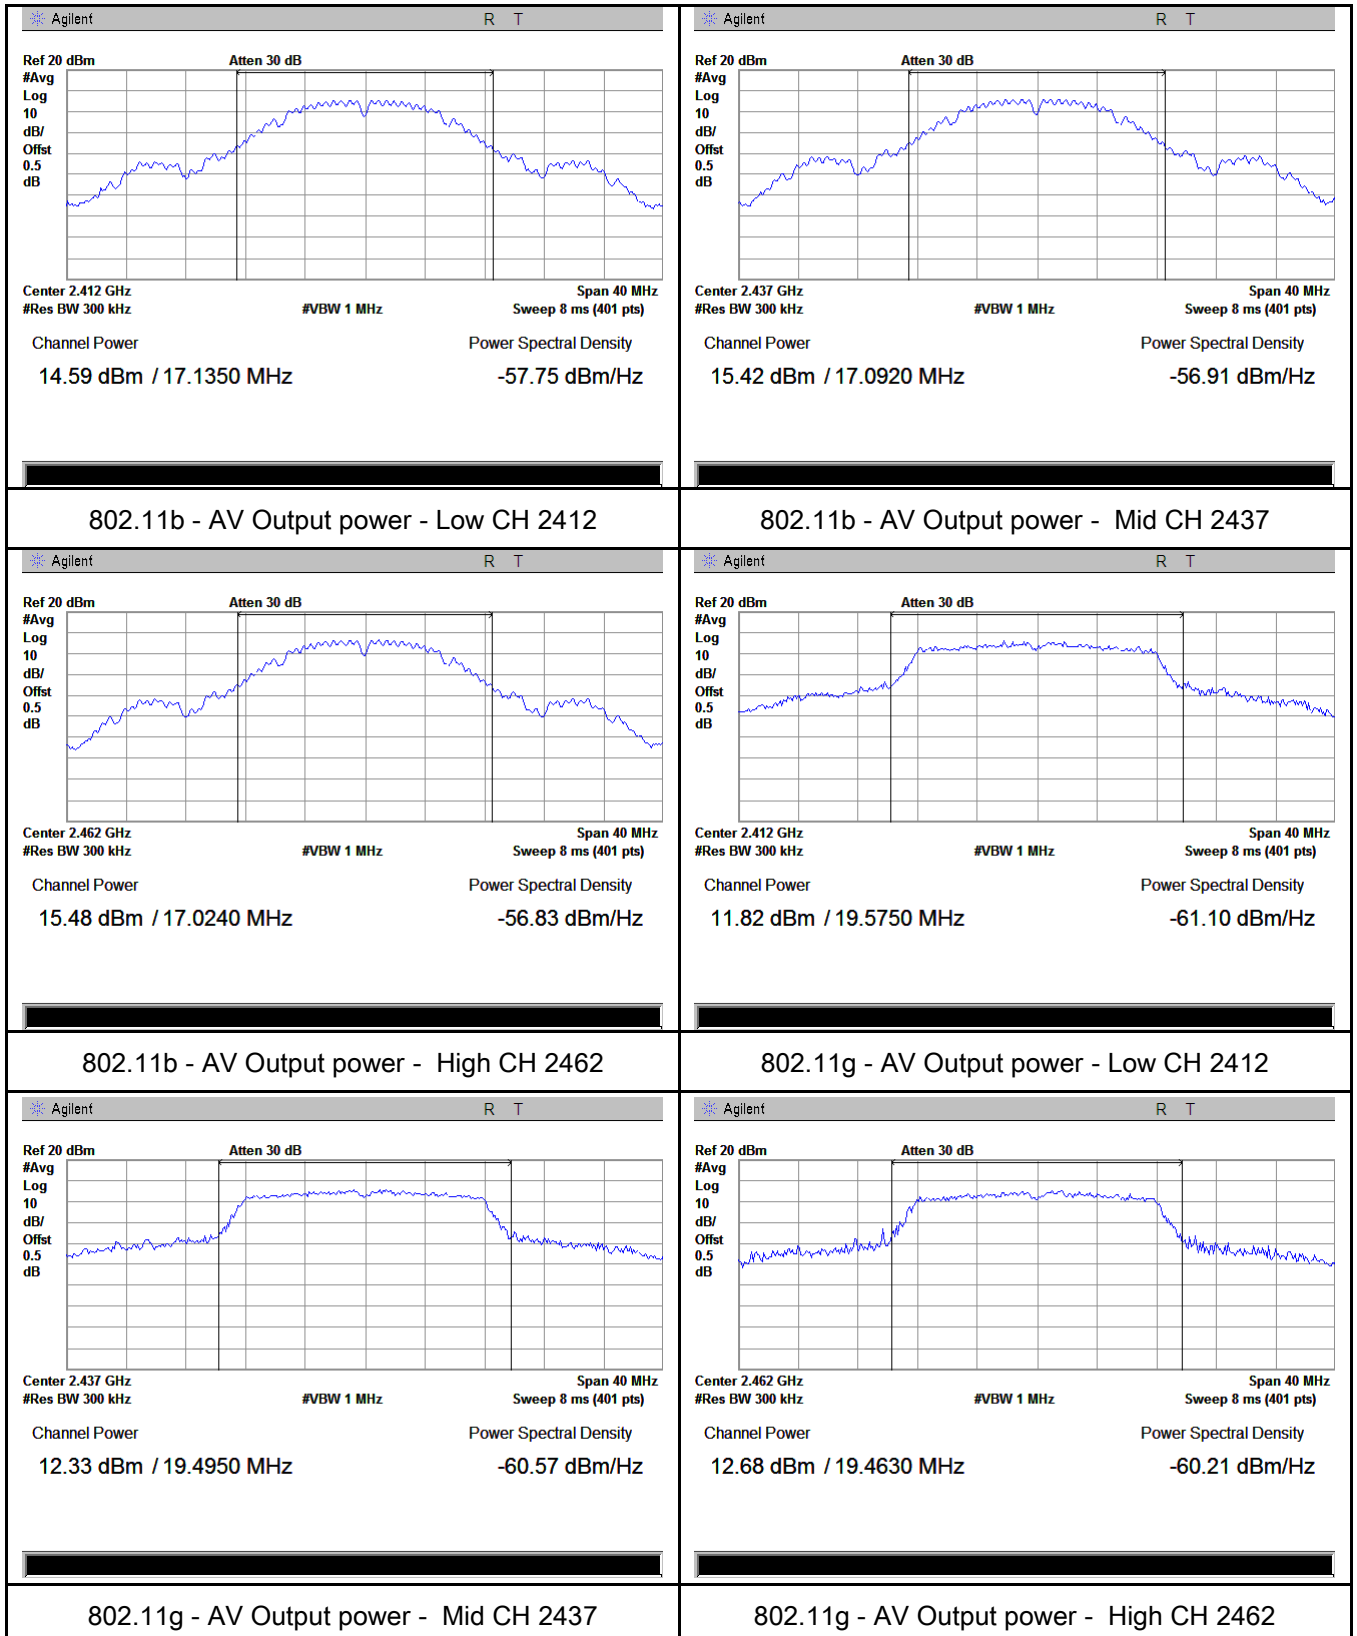 Agilent R T
Ref 20 dBm Atten 30 dB
#Avg
Log
10
dB/
Offst
0.5
dB
Center 2.412 GHz Span 40 MHz
#Res BW 300 kHz #VBW 1 MHz Sweep 8 ms (401 pts)
Channel Power Power Spectral Density
14.59 dBm / 17.1350 MHz -57.75 dBm/Hz
802.11b - AV Output power - Low CH 2412
Agilent R T
Ref 20 dBm Atten 30 dB
#Avg
Log
10
dB/
Offst
0.5
dB
Center 2.437 GHz Span 40 MHz
#Res BW 300 kHz #VBW 1 MHz Sweep 8 ms (401 pts)
Channel Power Power Spectral Density
15.42 dBm / 17.0920 MHz -56.91 dBm/Hz
802.11b - AV Output power - Mid CH 2437
Agilent R T
Ref 20 dBm Atten 30 dB
#Avg
Log
10
dB/
Offst
0.5
dB
Center 2.462 GHz Span 40 MHz
#Res BW 300 kHz #VBW 1 MHz Sweep 8 ms (401 pts)
Channel Power Power Spectral Density
15.48 dBm / 17.0240 MHz -56.83 dBm/Hz
802.11b - AV Output power - High CH 2462
Agilent R T
Ref 20 dBm Atten 30 dB
#Avg
Log
10
dB/
Offst
0.5
dB
Center 2.412 GHz Span 40 MHz
#Res BW 300 kHz #VBW 1 MHz Sweep 8 ms (401 pts)
Channel Power Power Spectral Density
11.82 dBm / 19.5750 MHz -61.10 dBm/Hz
802.11g - AV Output power - Low CH 2412
Agilent R T
Ref 20 dBm Atten 30 dB
#Avg
Log
10
dB/
Offst
0.5
dB
Center 2.437 GHz Span 40 MHz
#Res BW 300 kHz #VBW 1 MHz Sweep 8 ms (401 pts)
Channel Power Power Spectral Density
12.33 dBm / 19.4950 MHz -60.57 dBm/Hz
802.11g - AV Output power - Mid CH 2437
Agilent R T
Ref 20 dBm Atten 30 dB
#Avg
Log
10
dB/
Offst
0.5
dB
Center 2.462 GHz Span 40 MHz
#Res BW 300 kHz #VBW 1 MHz Sweep 8 ms (401 pts)
Channel Power Power Spectral Density
12.68 dBm / 19.4630 MHz -60.21 dBm/Hz
802.11g - AV Output power - High CH 2462